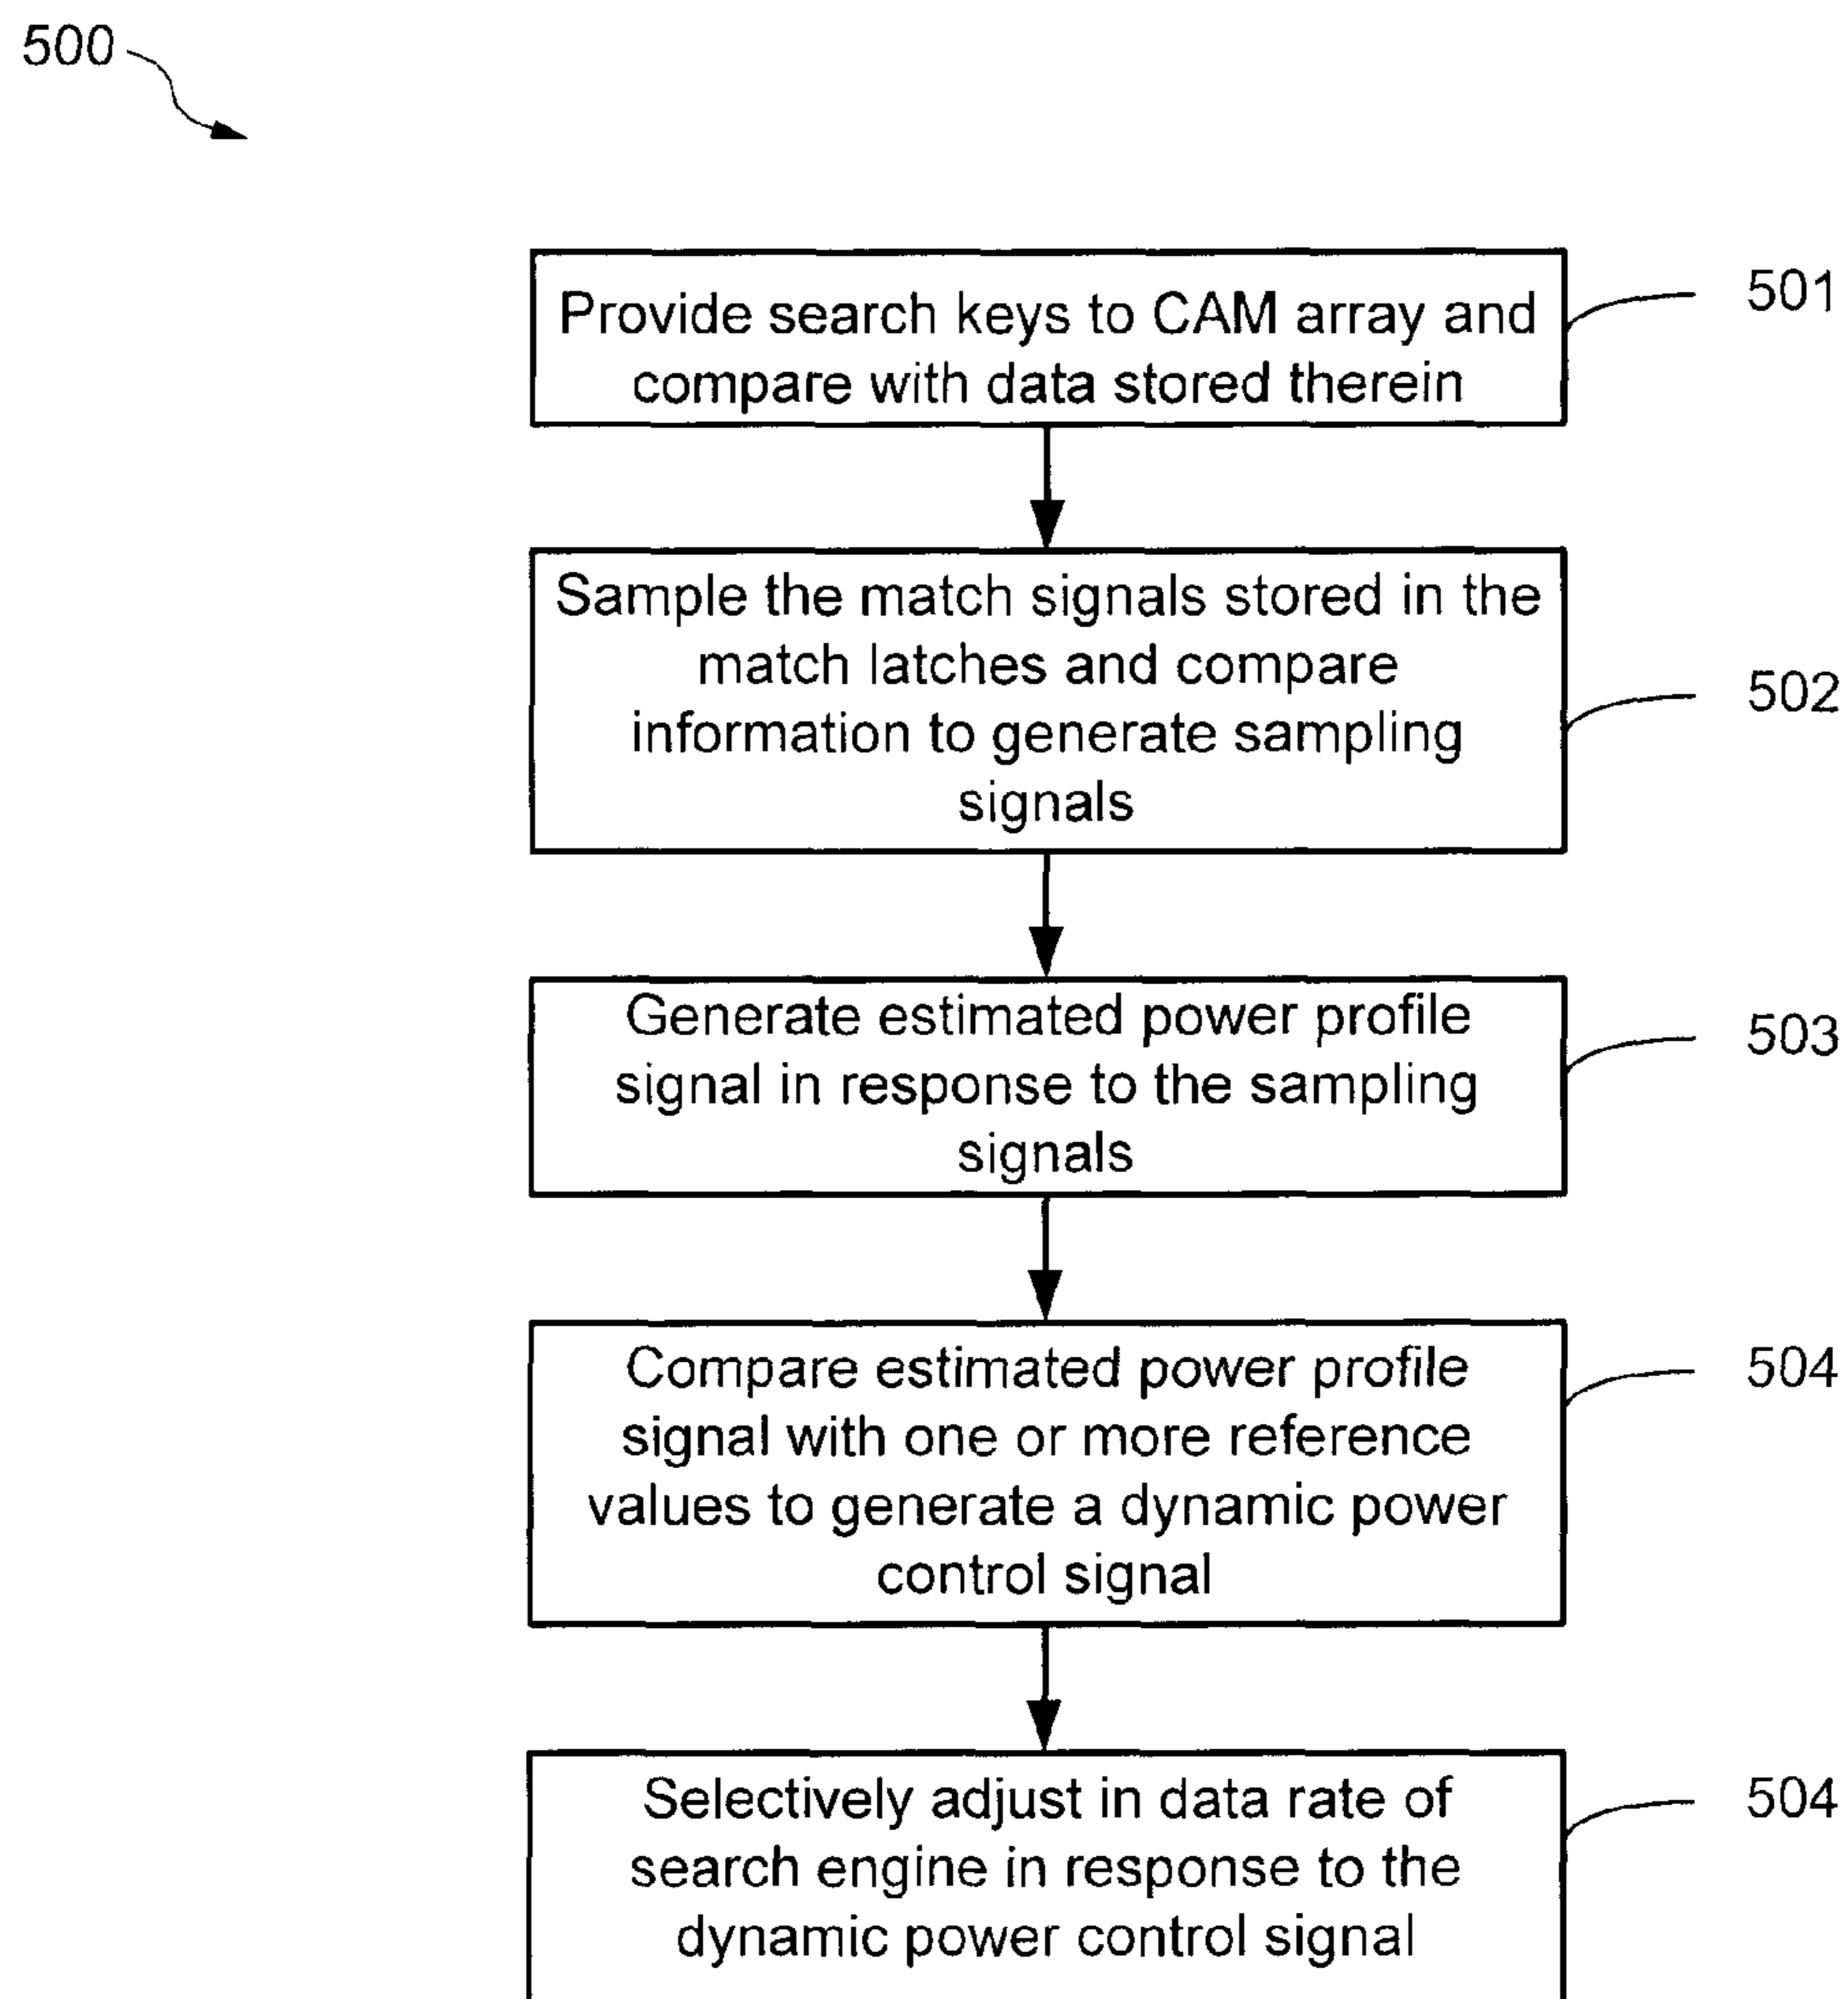 500
Provide search keys to CAM array and
compare with data stored therein
501
Sample the match signals stored in the
match latches and compare
information to generate sampling
signals
502
Generate estimated power profile
signal in response to the sampling
signals
503
Compare estimated power profile
signal with one or more reference
values to generate a dynamic power
control signal
504
Selectively adjust in data rate of
search engine in response to the
dynamic power control signal
504